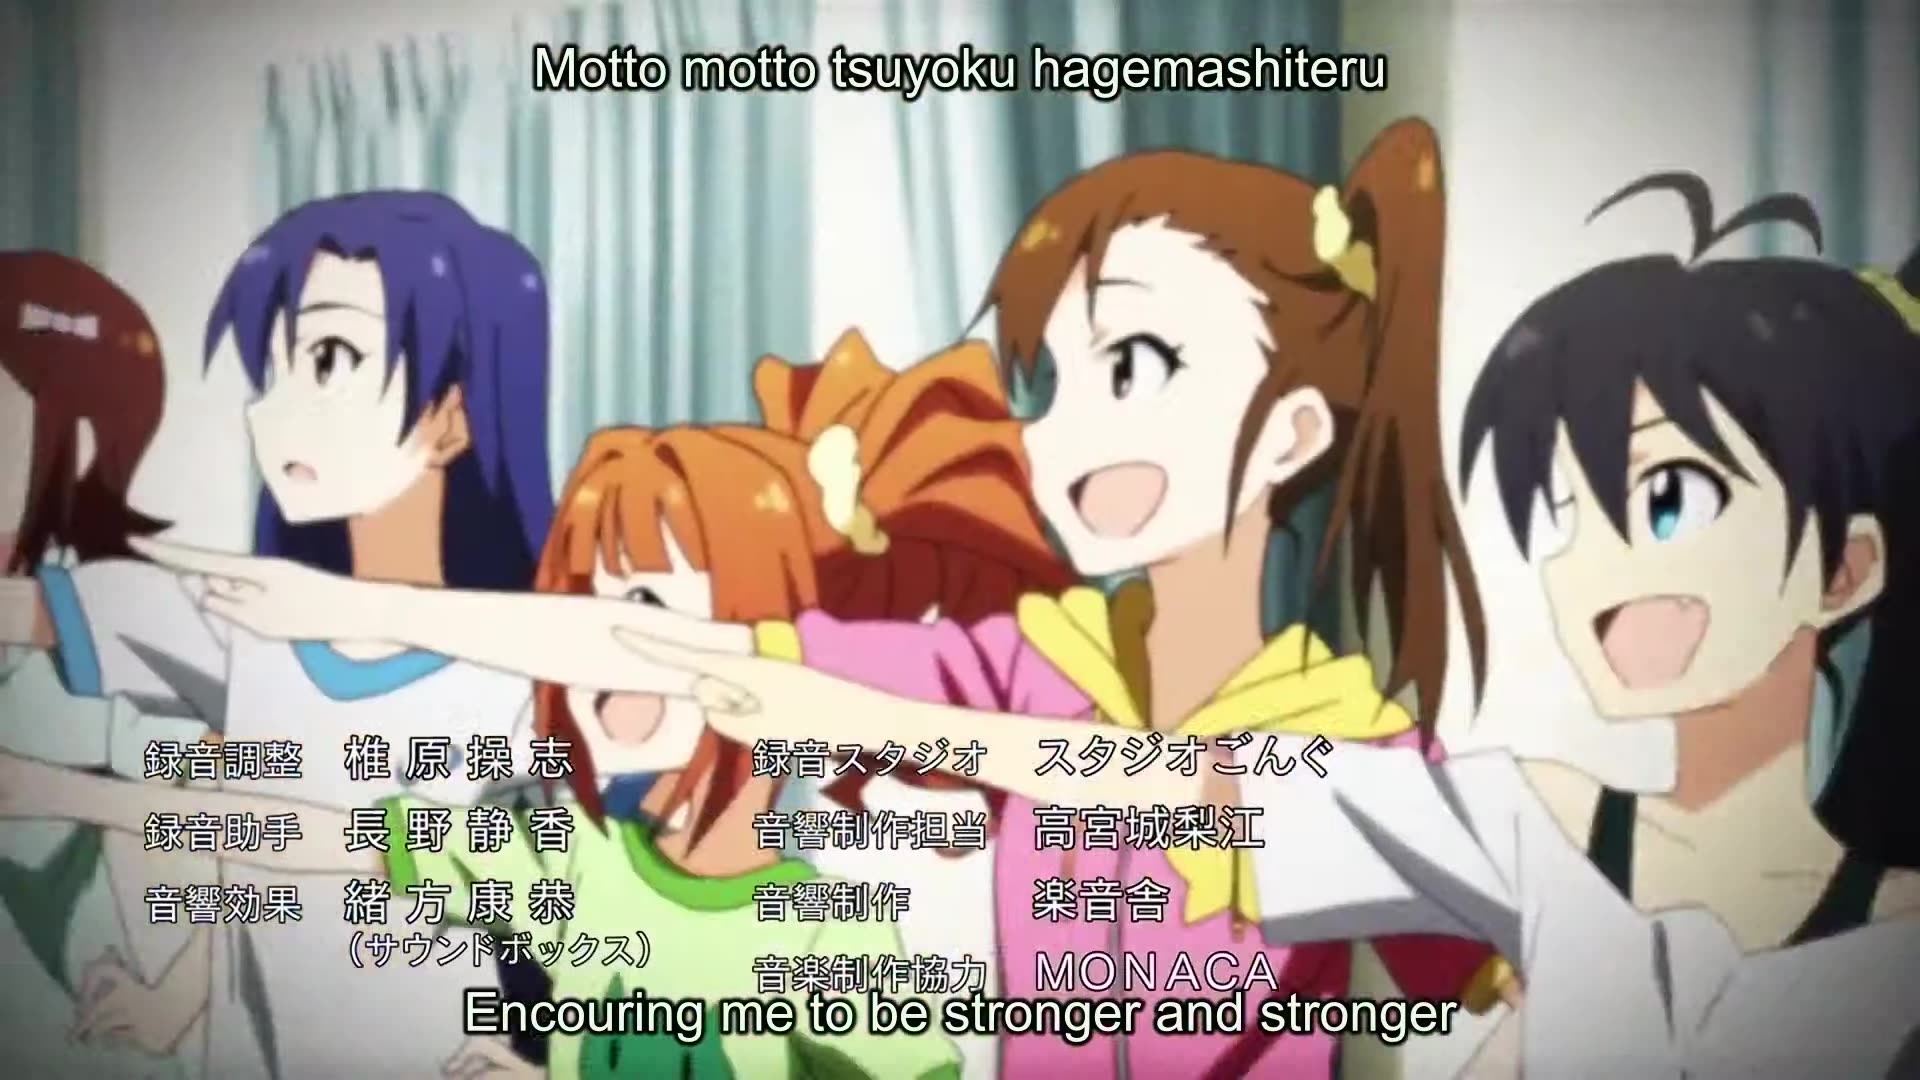 Motto motto tsuyoku hagemashiteru
録音調整 椎原操志
録音助手 長野静香
音響効果 緒方康恭
（サウンドボックス）
録音スタジオ スタジオごんぐ
音響制作担当 高宮城梨江
音響制作 楽音舎
音楽制作協力 MONACA
Encouring me to be stronger and stronger